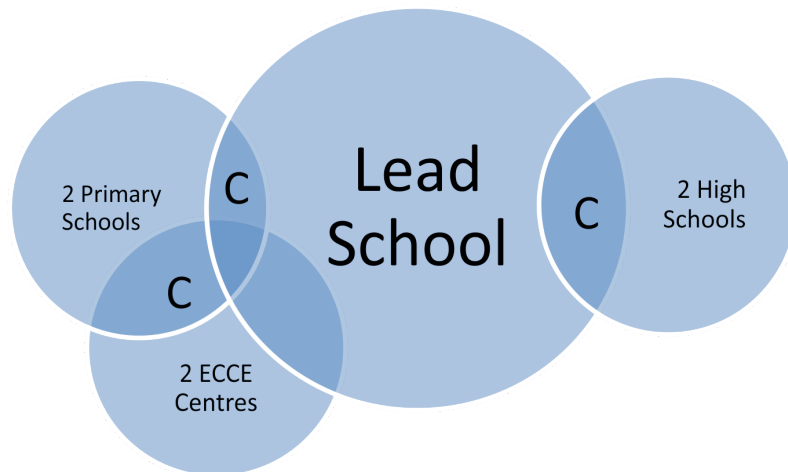 Lead
School
2 Primary
Schools
C
C
2 ECCE
Centres
C
2 High
Schools